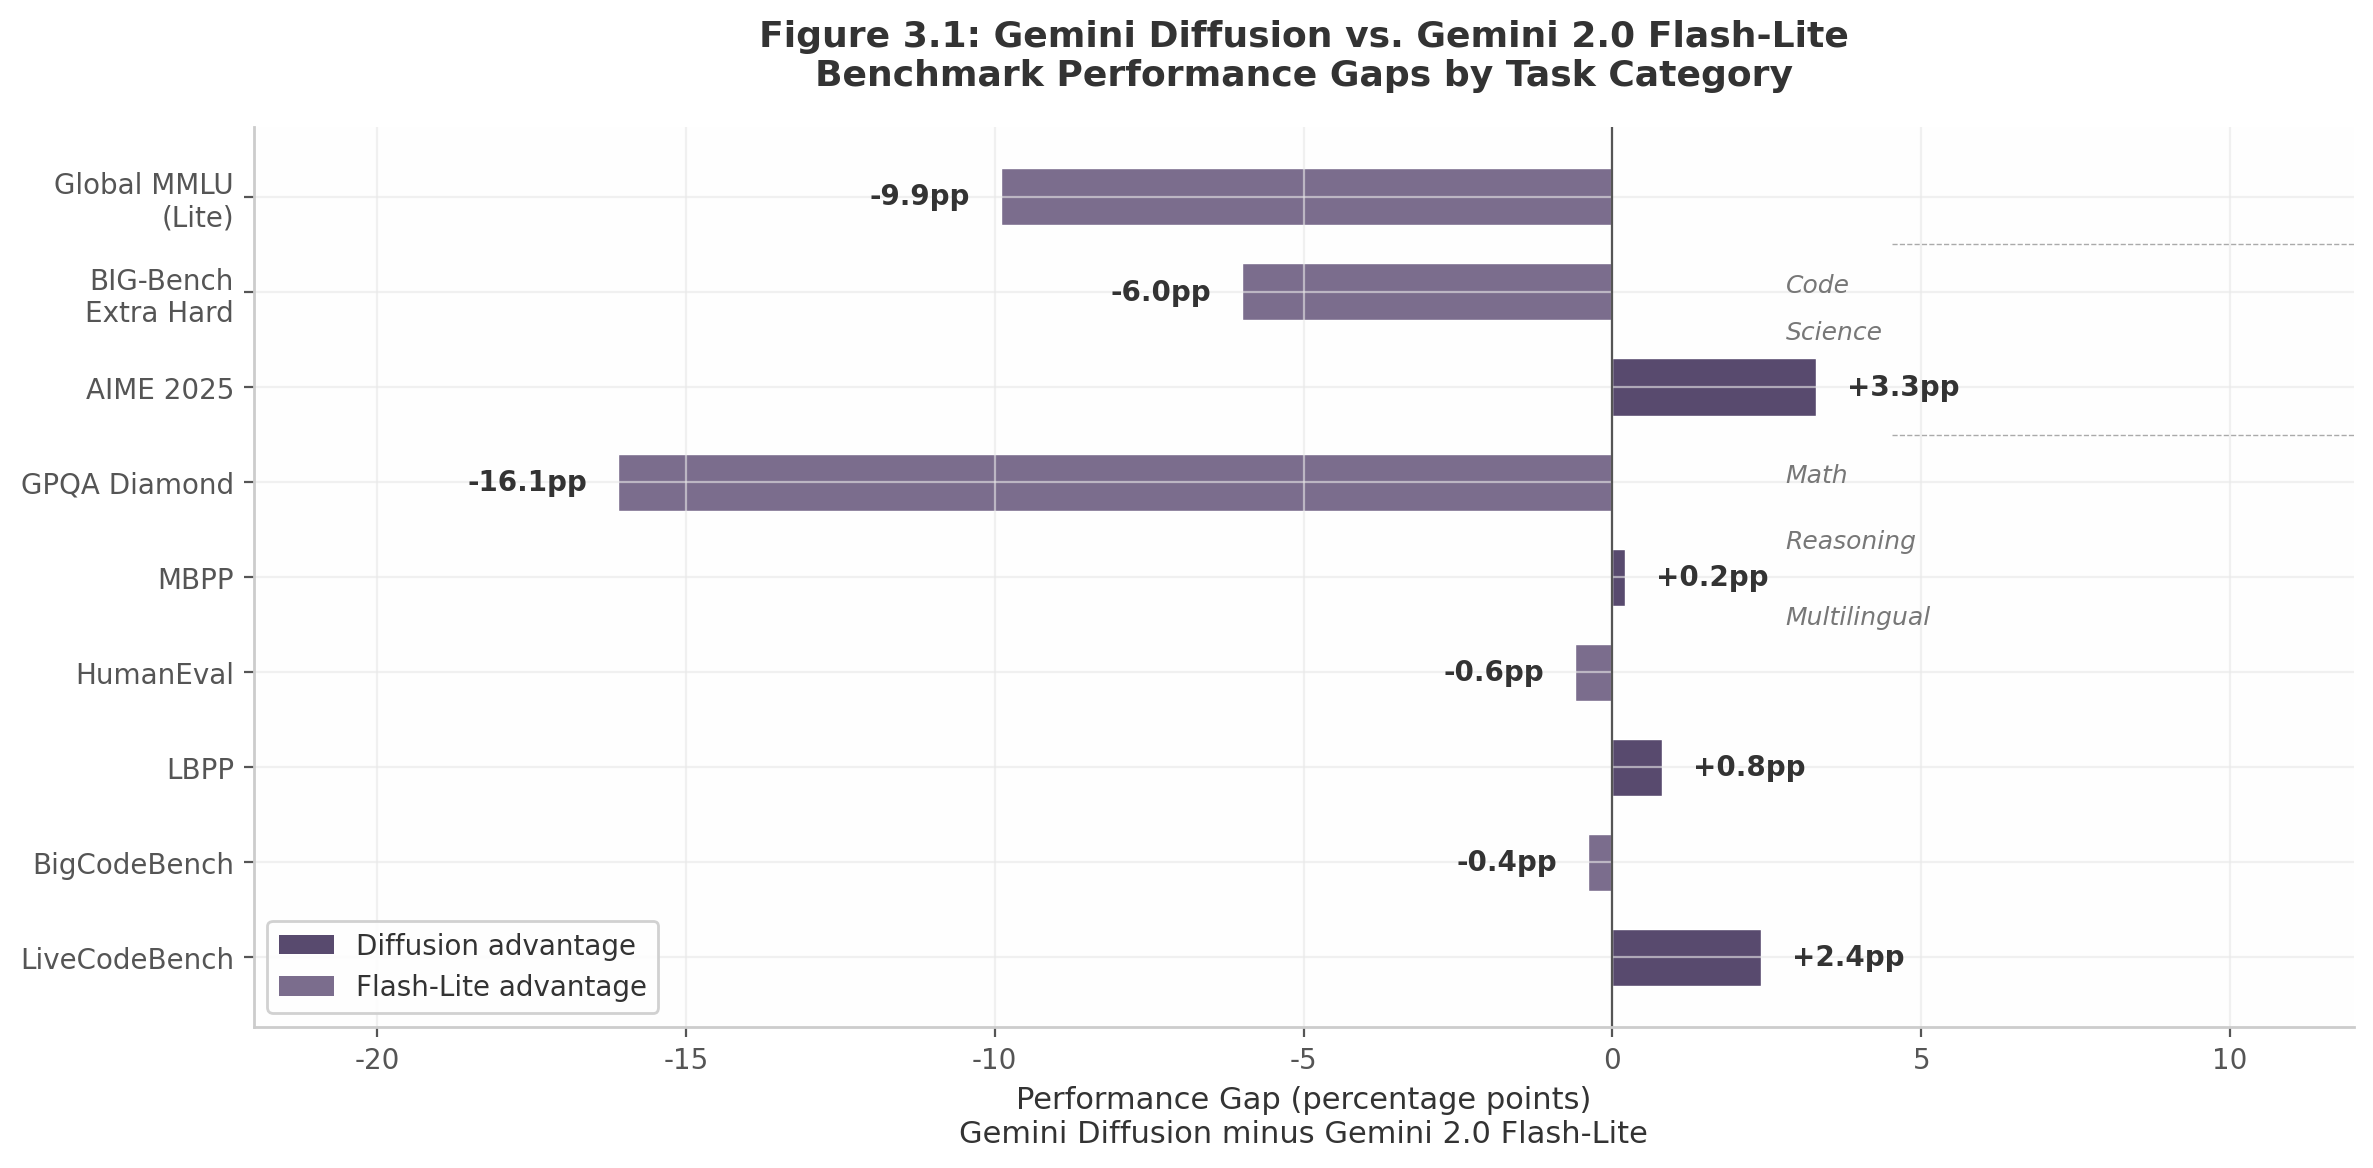 Figure 3.1: Gemini Diffusion vs. Gemini 2.0 Flash-Lite
Benchmark Performance Gaps by Task Category
Global MMLU
(Lite)
-9.9pp
BIG-Bench
Extra Hard
-6.0pp
Code
Science
AIME 2025
+3.3pp
GPQA Diamond
-16.1pp
Math
Reasoning
MBPP
+0.2pp
Multilingual
HumanEval
-0.6pp
LBPP
+0.8pp
BigCodeBench
-0.4pp
LiveCodeBench
+2.4pp
Diffusion advantage
Flash-Lite advantage
-20 -15 -10 -5 0 5 10
Performance Gap (percentage points)
Gemini Diffusion minus Gemini 2.0 Flash-Lite